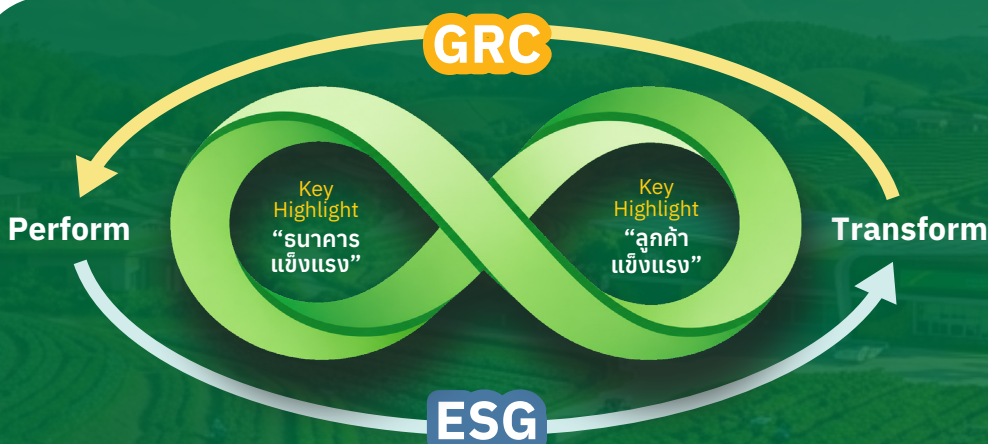 GRC
Perform
Key
Highlight
“ธนาคาร
แข็งแรง”
Key
Highlight
“ลูกค้า
แข็งแรง”
Transform
ESG